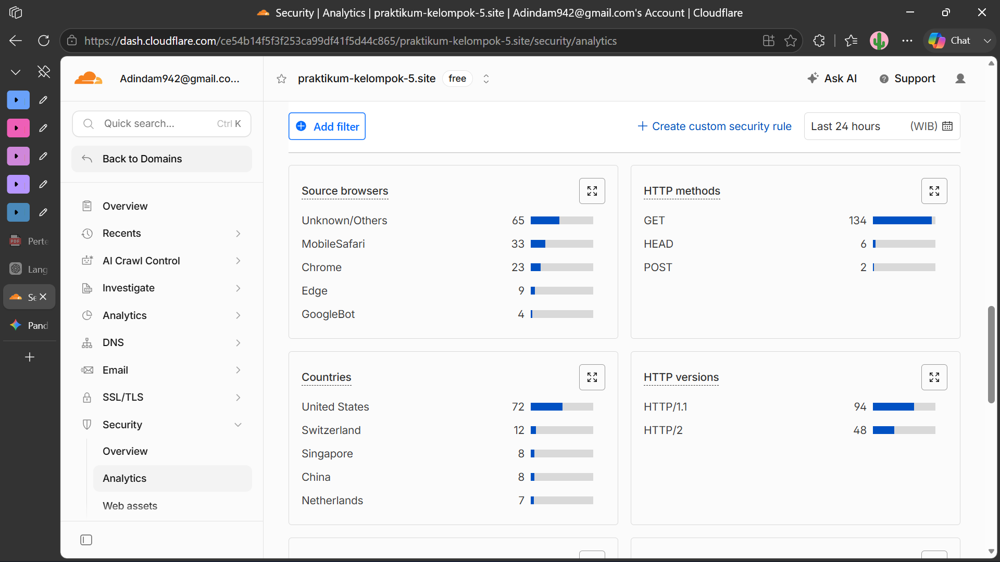 Security | Analytics | praktikum-kelompok-5.site | Adindam942@gmail.com's Account | Cloudflare
https://dash.cloudflare.com/ce54b14f5f3f253ca99df41f5d44c865/praktikum-kelompok-5.site/security/analytics
Chat
Adindam942@gmail.co...
praktikum-kelompok-5.site
free
Ask AI
Support
Quick search...
Ctrl K
Back to Domains
Overview
Recents
AI Crawl Control
Investigate
Analytics
DNS
Email
SSL/TLS
Security
Overview
Analytics
Web assets
PDF
Perte
Lang
Se
Pand
Add filter
Create custom security rule
Last 24 hours (WIB)
Source browsers
Unknown/Others 65
MobileSafari 33
Chrome 23
Edge 9
GoogleBot 4
HTTP methods
GET 134
HEAD 6
POST 2
Countries
United States 72
Switzerland 12
Singapore 8
China 8
Netherlands 7
HTTP versions
HTTP/1.1 94
HTTP/2 48